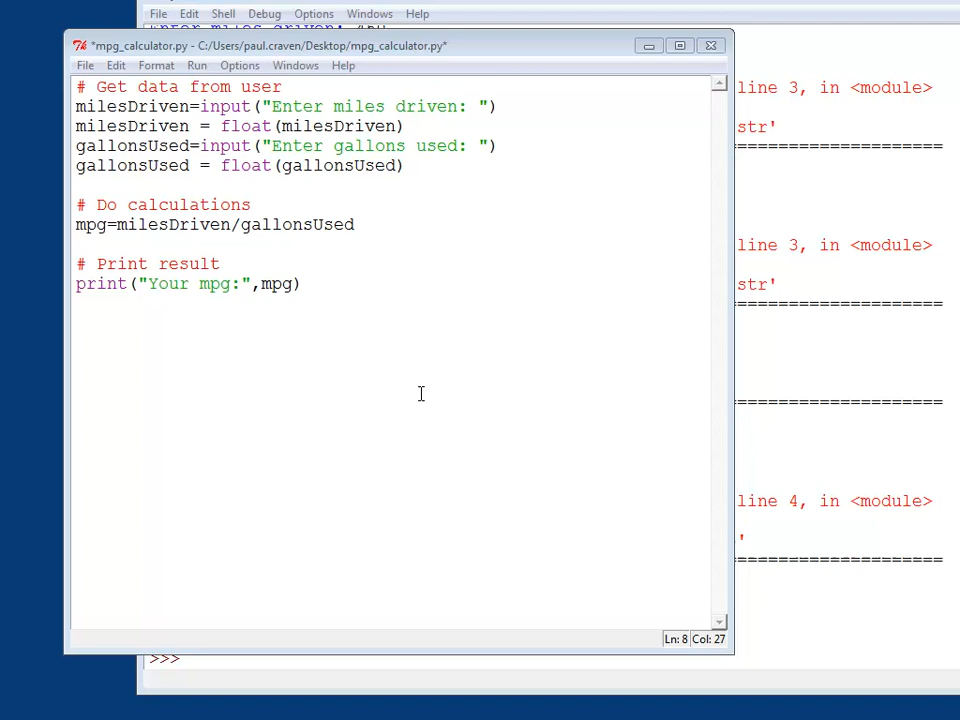 File Edit Shell Debug Options Windows Help
*mpg_calculator.py - C:/Users/paul.craven/Desktop/mpg_calculator.py*
File Edit Format Run Options Windows Help
# Get data from user
milesDriven=input("Enter miles driven: ")
milesDriven = float(milesDriven)
gallonsUsed=input("Enter gallons used: ")
gallonsUsed = float(gallonsUsed)
# Do calculations
mpg=milesDriven/gallonsUsed
# Print result
print("Your mpg:",mpg)
Ln: 8 Col: 27
line 3, in <module>
str'
====================
line 3, in <module>
str'
====================
====================
line 4, in <module>
'
====================
>>>